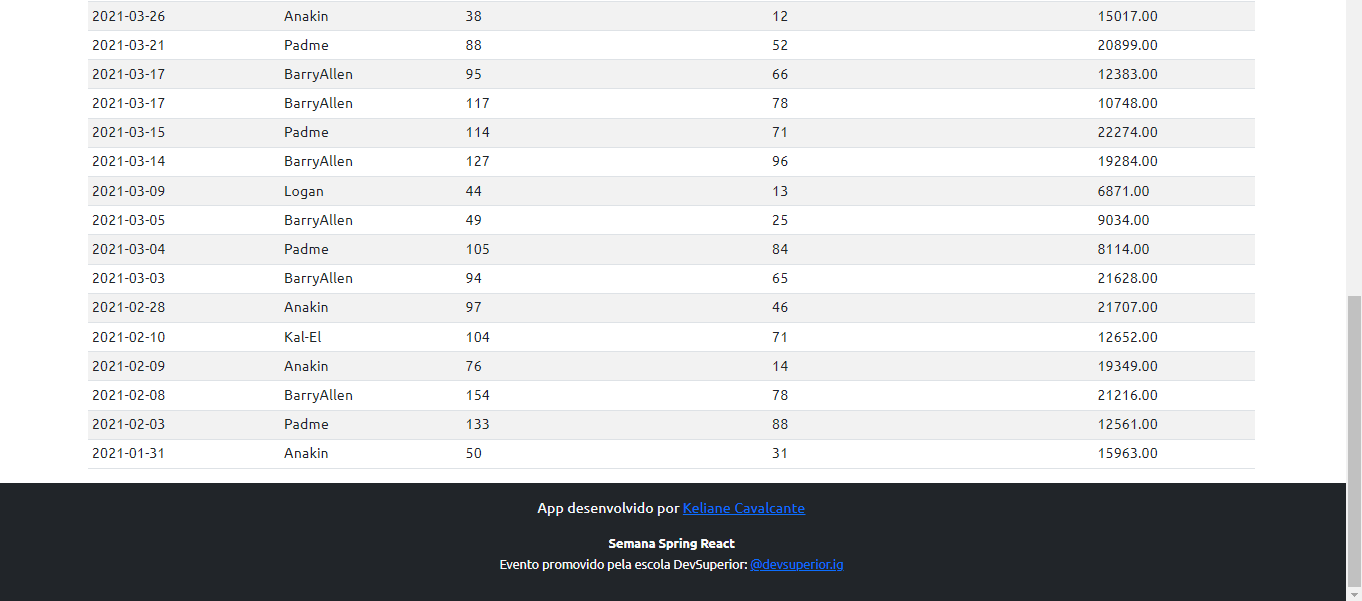 2021-03-26 Anakin 38 12 15017.00
2021-03-21 Padme 88 52 20899.00
2021-03-17 BarryAllen 95 66 12383.00
2021-03-17 BarryAllen 117 78 10748.00
2021-03-15 Padme 114 71 22274.00
2021-03-14 BarryAllen 127 96 19284.00
2021-03-09 Logan 44 13 6871.00
2021-03-05 BarryAllen 49 25 9034.00
2021-03-04 Padme 105 84 8114.00
2021-03-03 BarryAllen 94 65 21628.00
2021-02-28 Anakin 97 46 21707.00
2021-02-10 Kal-El 104 71 12652.00
2021-02-09 Anakin 76 14 19349.00
2021-02-08 BarryAllen 154 78 21216.00
2021-02-03 Padme 133 88 12561.00
2021-01-31 Anakin 50 31 15963.00
App desenvolvido por Keliane Cavalcante
Semana Spring React
Evento promovido pela escola DevSuperior: @devsuperior.ig